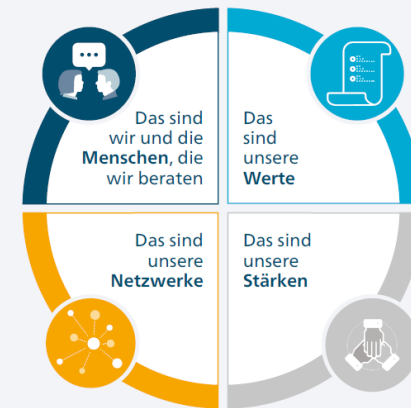 Das sind
wir und die
Menschen, die
wir beraten
Das
sind
unsere
Werte
Das sind
unsere
Netzwerke
Das sind
unsere
Stärken